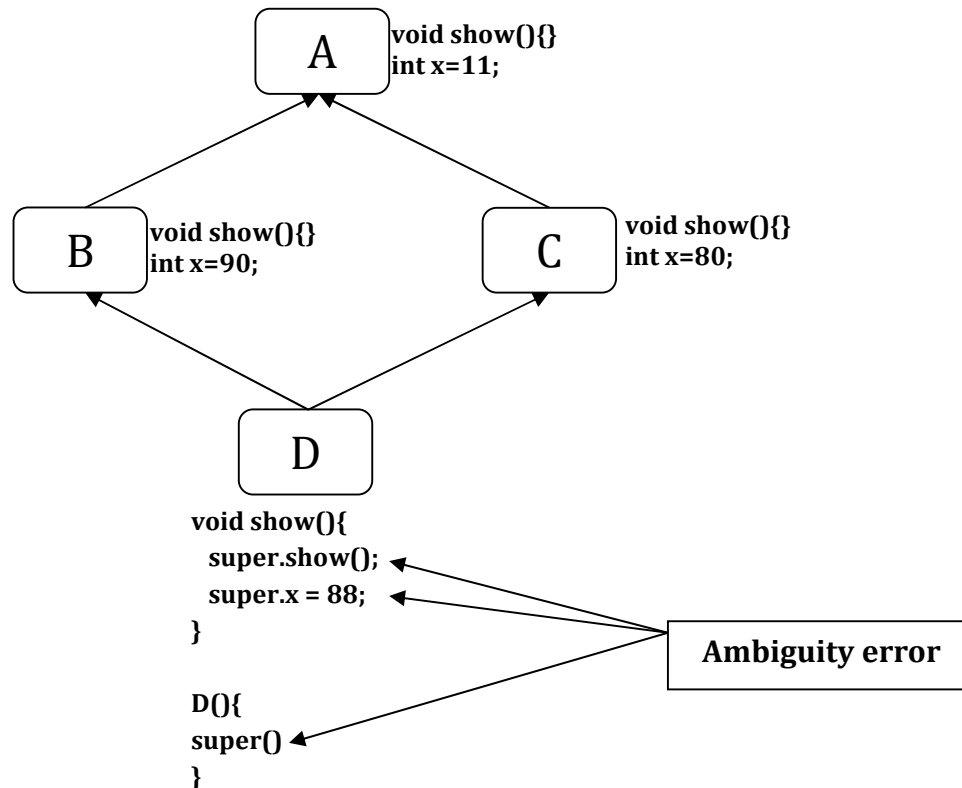 A
void show(){}
int x=11;
B
void show(){}
int x=90;
C
void show(){}
int x=80;
D
void show(){
super.show();
super.x = 88;
}
Ambiguity error
D(){
super()
}